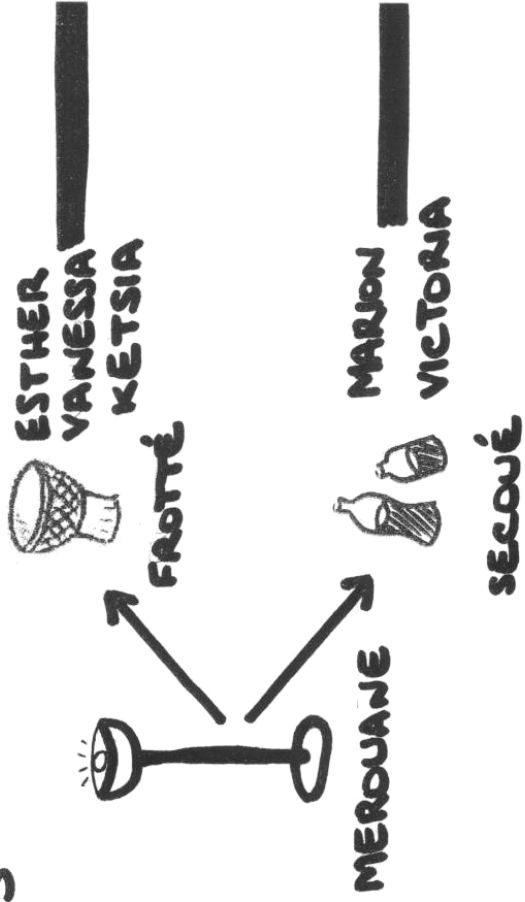 ESTHER
VANESSA
KETSIA
FROTTÉ
MARION
VICTORIA
SECOUÉ
MEROUANE